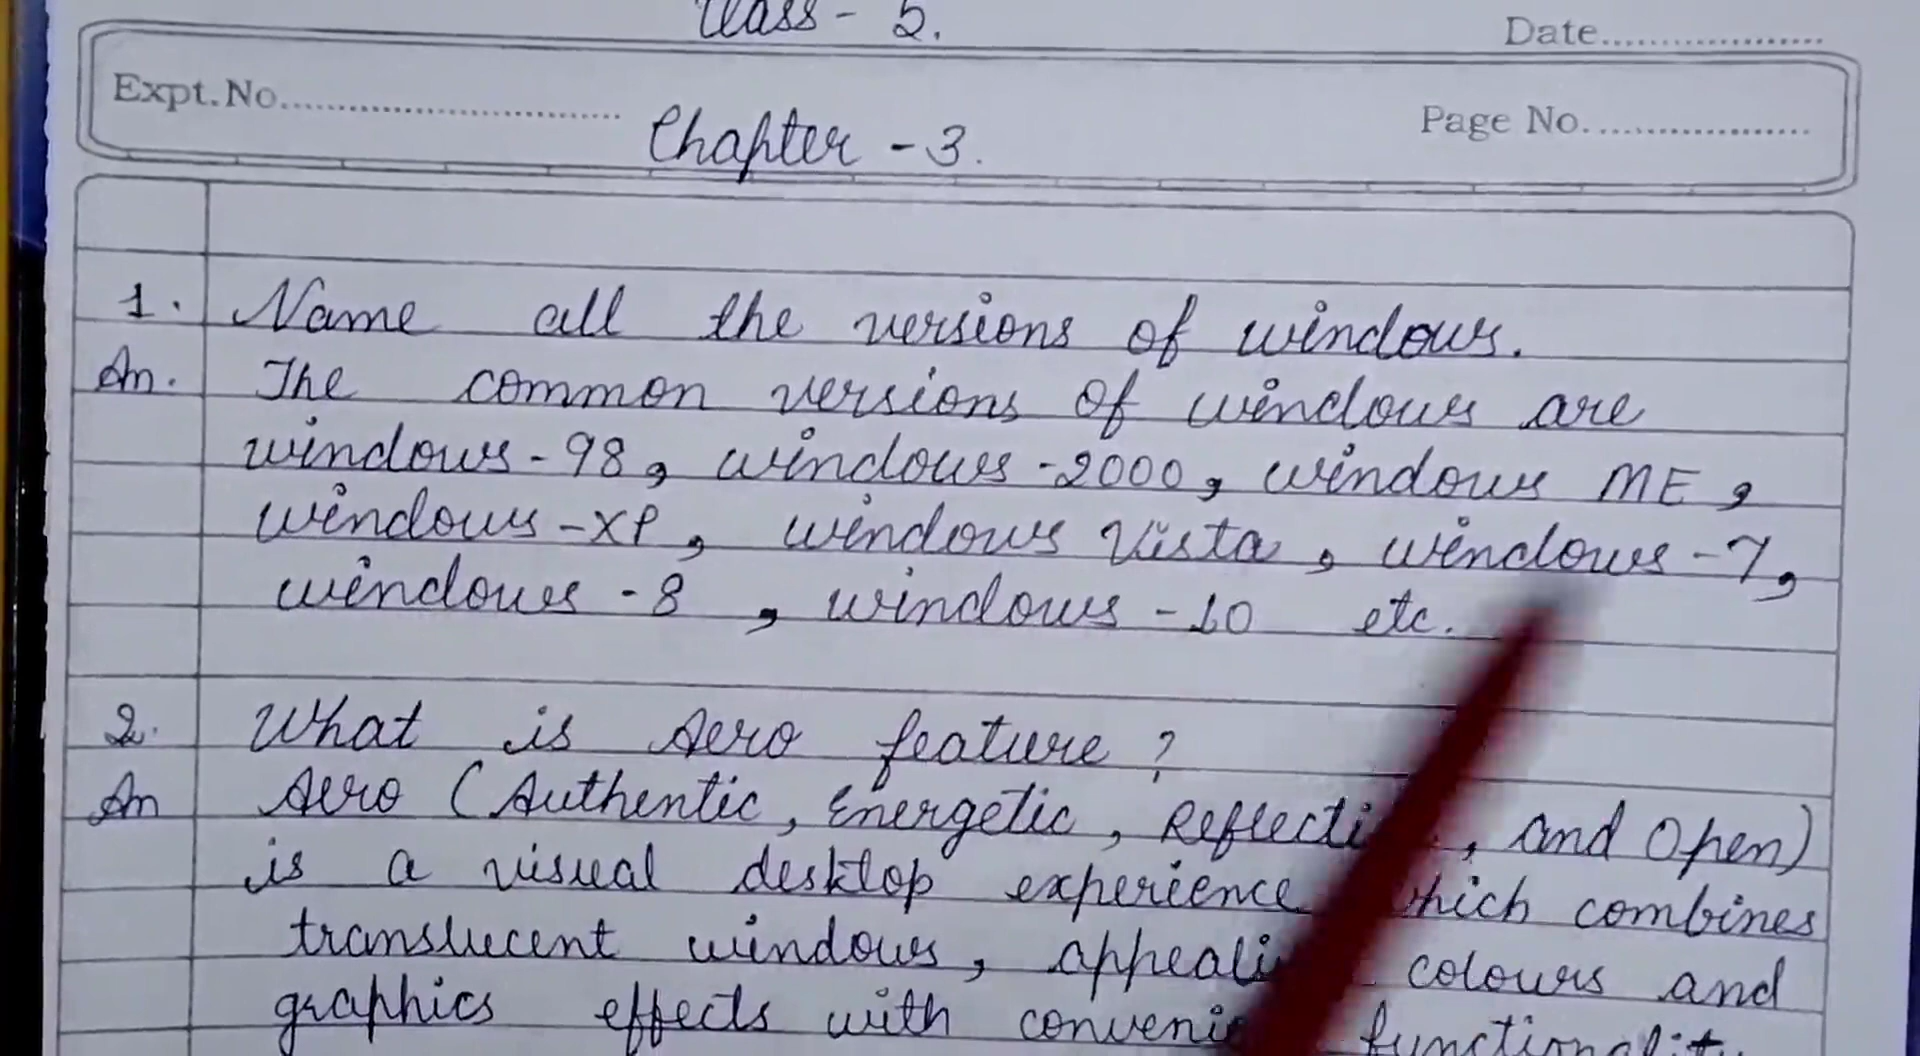 Class - 5.
Date
Expt. No.
Chapter - 3.
Page No.
1. Name all the versions of windows.
An. The common versions of windows are
windows - 98, windows - 2000, windows ME,
windows - XP, windows Vista, windows - 7,
windows - 8, windows - 10 etc.
2. What is Aero feature?
An Aero (Authentic, Energetic, Reflecti , and Open)
is a visual desktop experience which combines
translucent windows, appeali colours and
graphics effects with conveni functionality